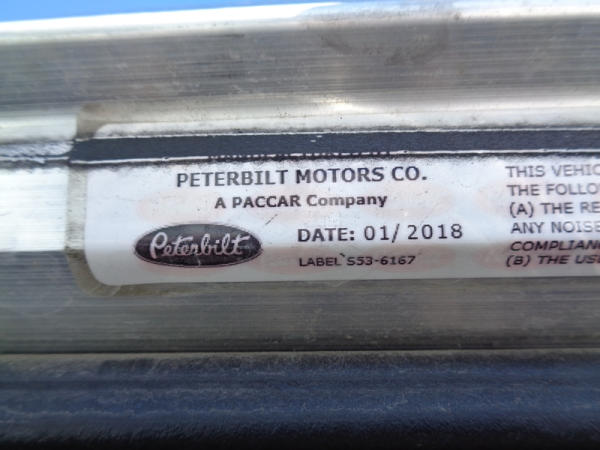 PETERBILT MOTORS CO.
A PACCAR Company
Peterbilt
DATE: 01/ 2018
LABEL S53-6167
THIS VEHIC
THE FOLLO
(A) THE RE
ANY NOISE
COMPLIAN
(B) THE USE